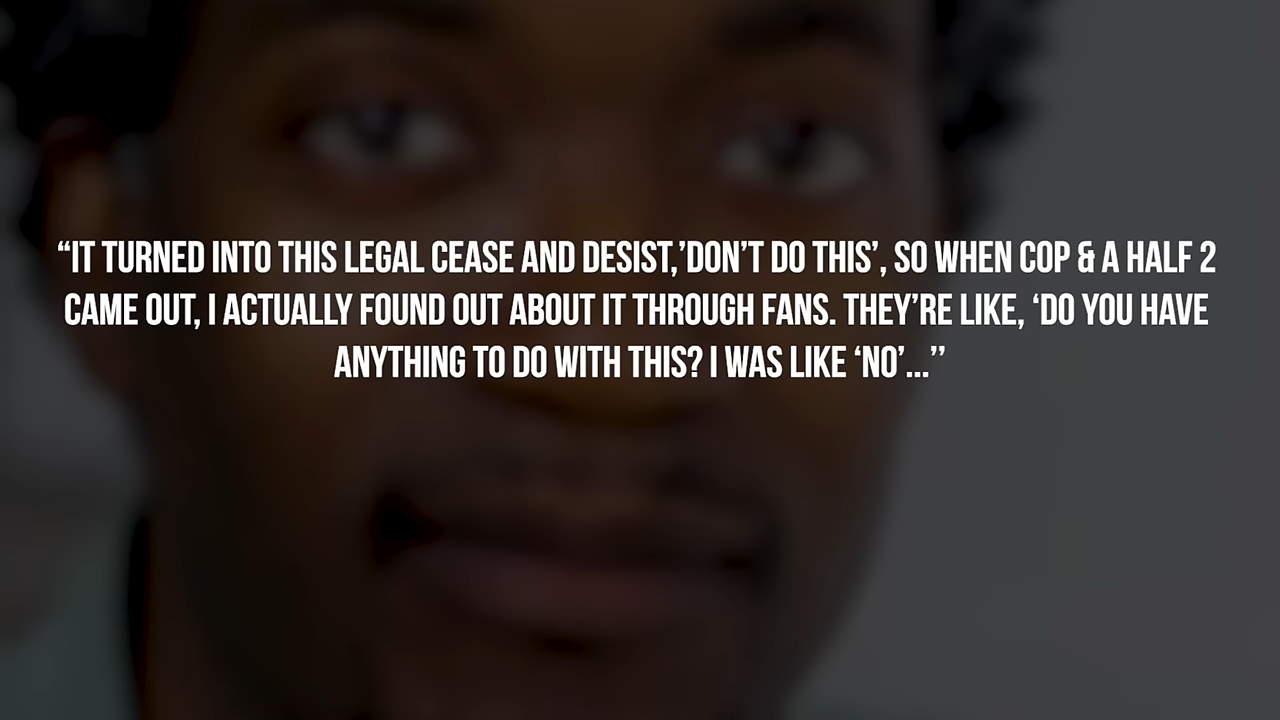 “IT TURNED INTO THIS LEGAL CEASE AND DESIST,’DON’T DO THIS’, SO WHEN COP & A HALF 2
CAME OUT, I ACTUALLY FOUND OUT ABOUT IT THROUGH FANS. THEY’RE LIKE, ‘DO YOU HAVE
ANYTHING TO DO WITH THIS? I WAS LIKE ‘NO’...”